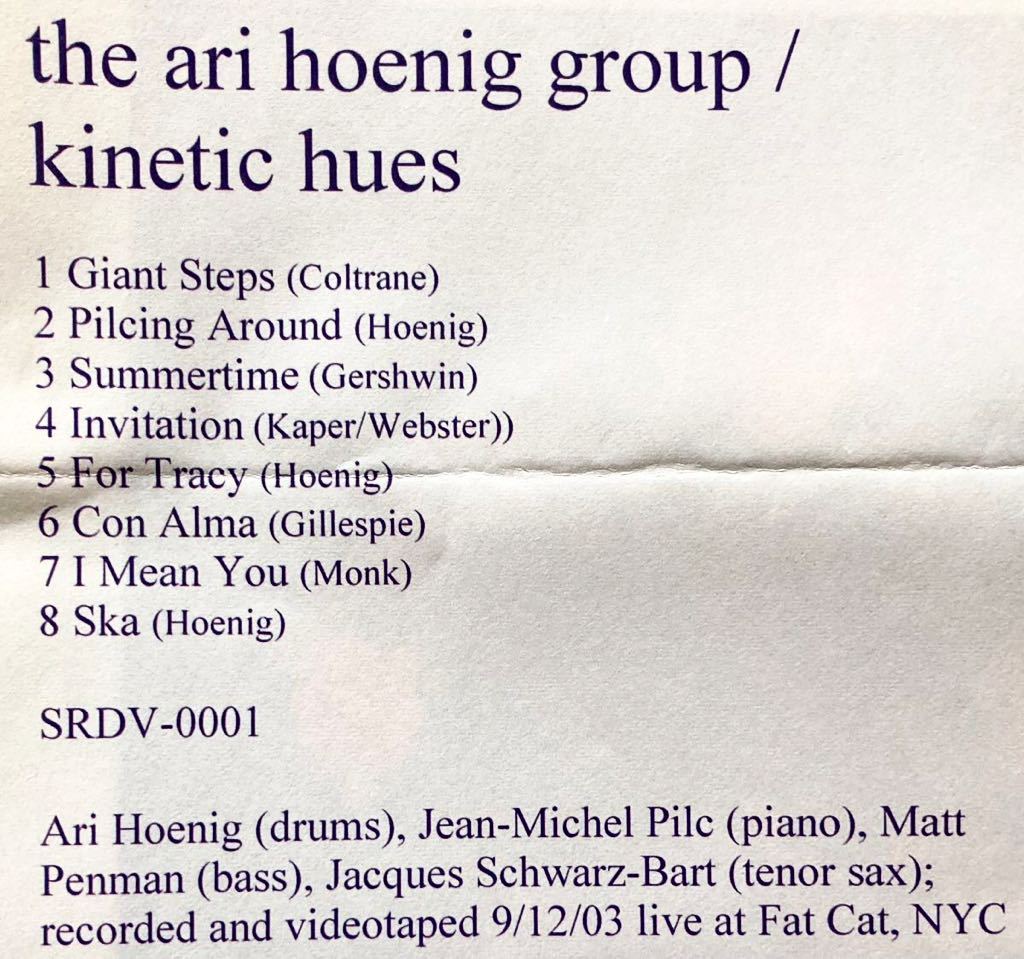 the ari hoenig group /
kinetic hues
1 Giant Steps (Coltrane)
2 Pilcing Around (Hoenig)
3 Summertime (Gershwin)
4 Invitation (Kaper/Webster))
5 For Tracy (Hoenig)
6 Con Alma (Gillespie)
7 I Mean You (Monk)
8 Ska (Hoenig)
SRDV-0001
Ari Hoenig (drums), Jean-Michel Pilc (piano), Matt
Penman (bass), Jacques Schwarz-Bart (tenor sax);
recorded and videotaped 9/12/03 live at Fat Cat, NYC